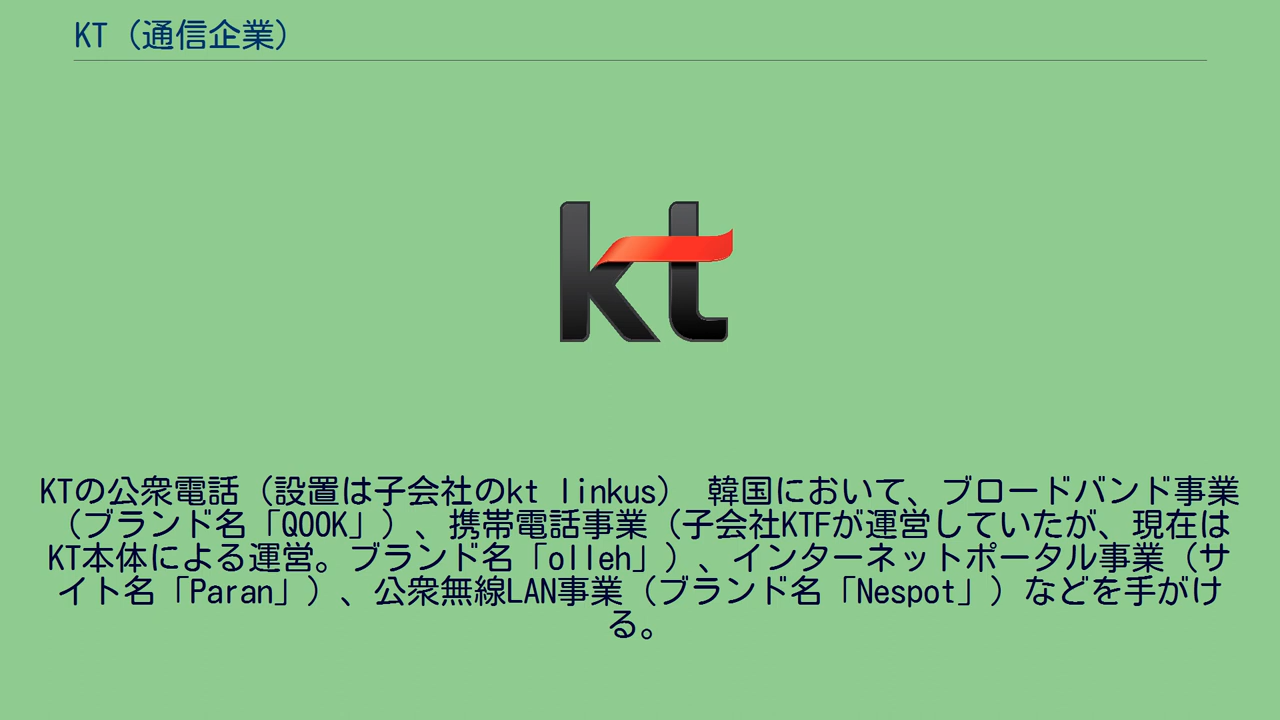 KT（通信企業）
kt
KTの公衆電話（設置は子会社のkt linkus） 韓国において、ブロードバンド事業
（ブランド名「QOOK」）、携帯電話事業（子会社KTFが運営していたが、現在は
KT本体による運営。ブランド名「olleh」）、インターネットポータル事業（サ
イト名「Paran」）、公衆無線LAN事業（ブランド名「Nespot」）などを手がけ
る。